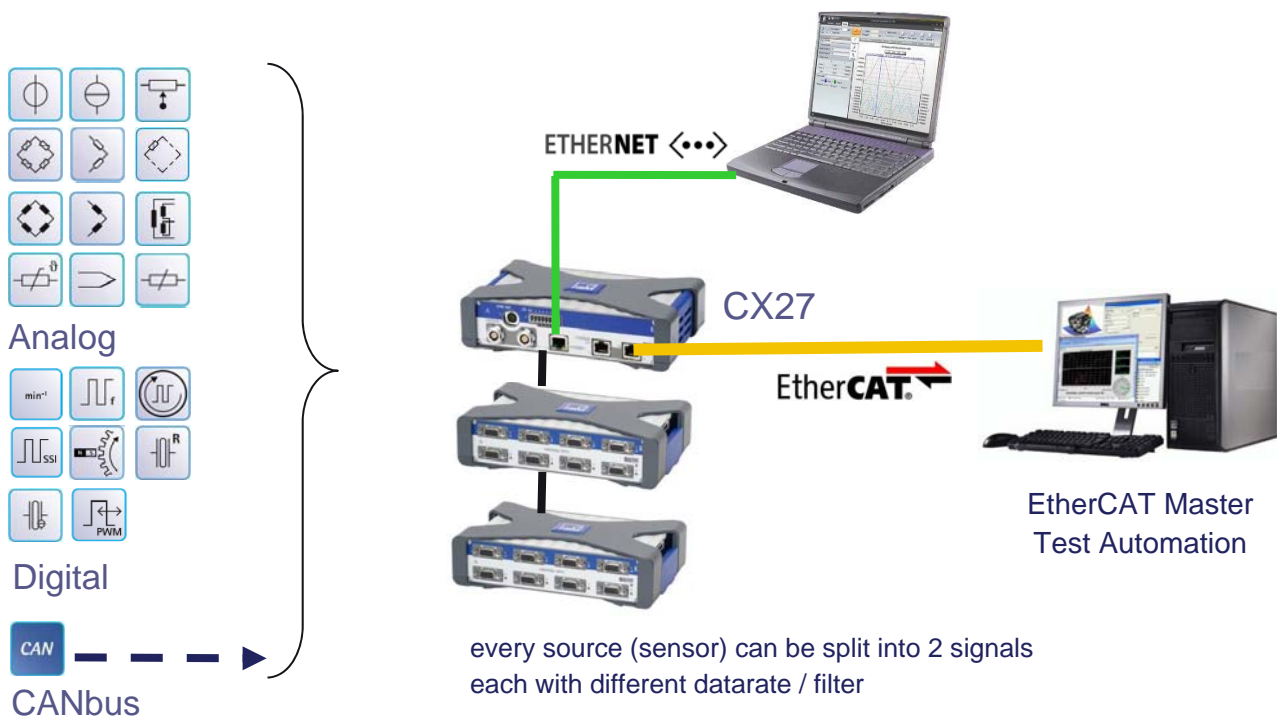 ETHERNET
CX27
EtherCAT®
ϑ
Analog
min⁻¹
f
SSI
R
PWM
Digital
CAN
CANbus
EtherCAT Master
Test Automation
every source (sensor) can be split into 2 signals
each with different datarate / filter